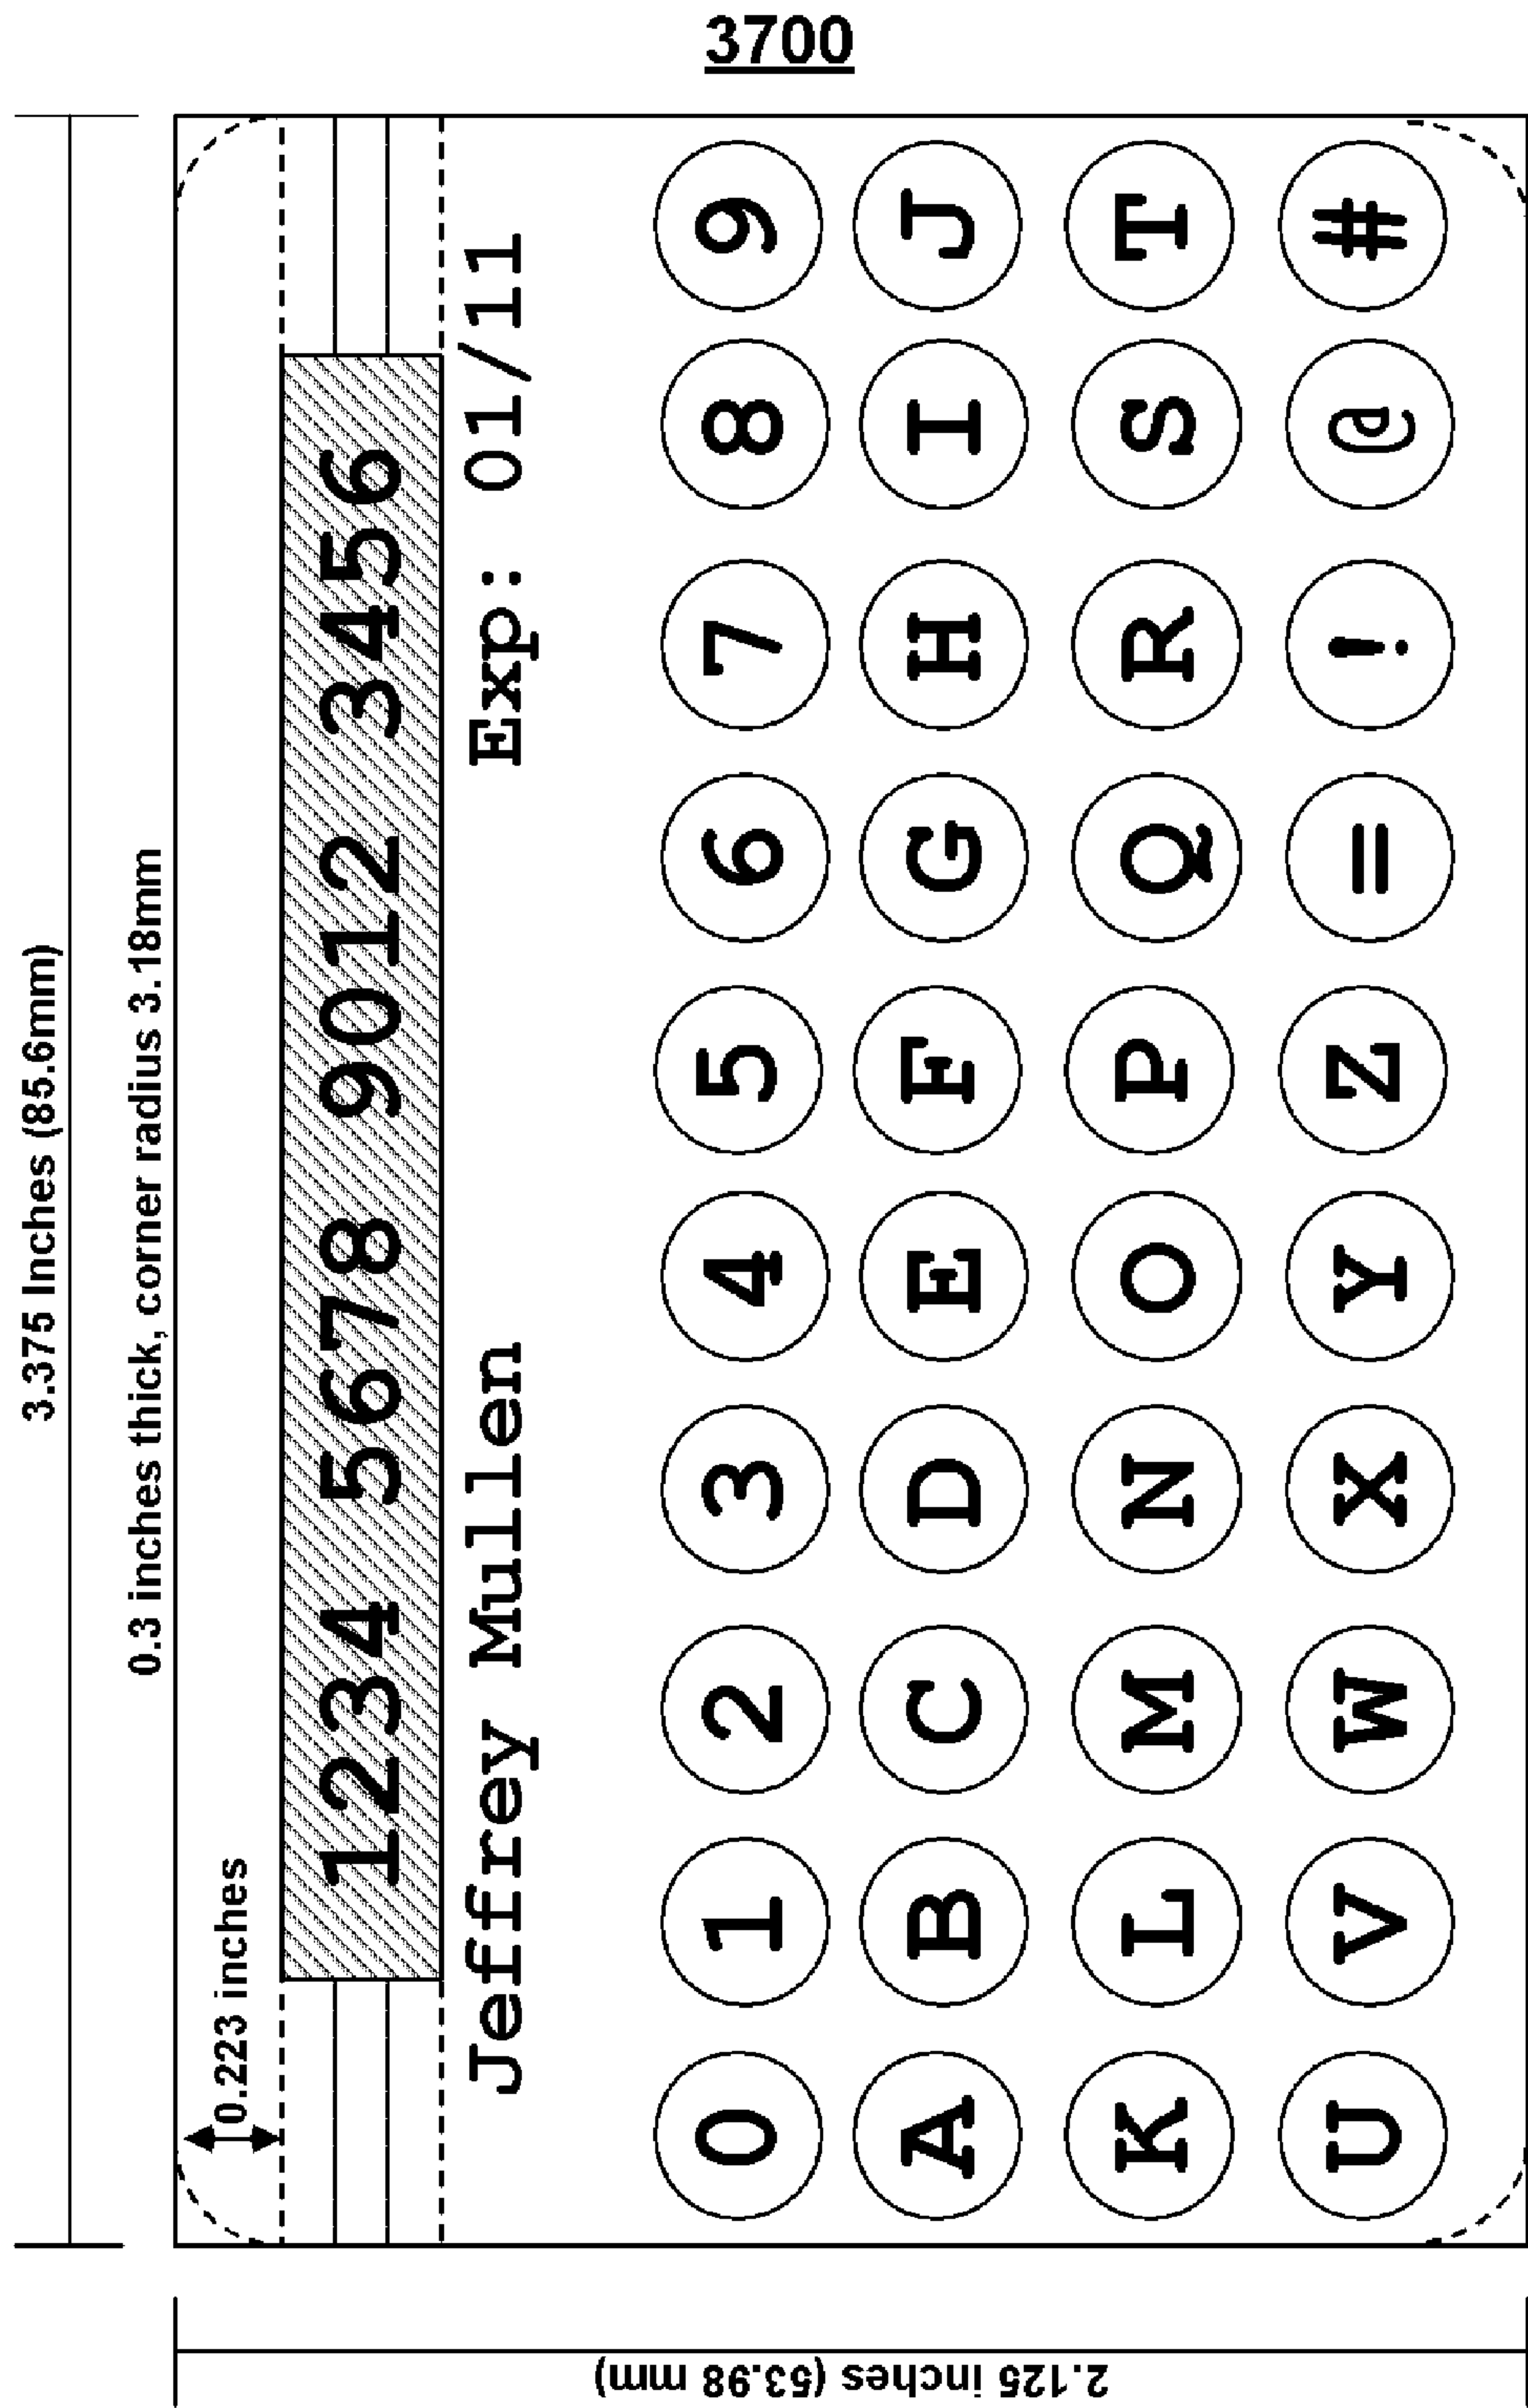 3700
3.375 Inches (85.6mm)
0.3 inches thick, corner radius 3.18mm
0.223 inches
1234 5678 9012 3456
Jeffrey Mullen Exp: 01/11
0 1 2 3 4 5 6 7 8 9
A B C D E F G H I J
K L M N O P Q R S T
U V W X Y Z = ! @ #
2.125 inches (53.98 mm)